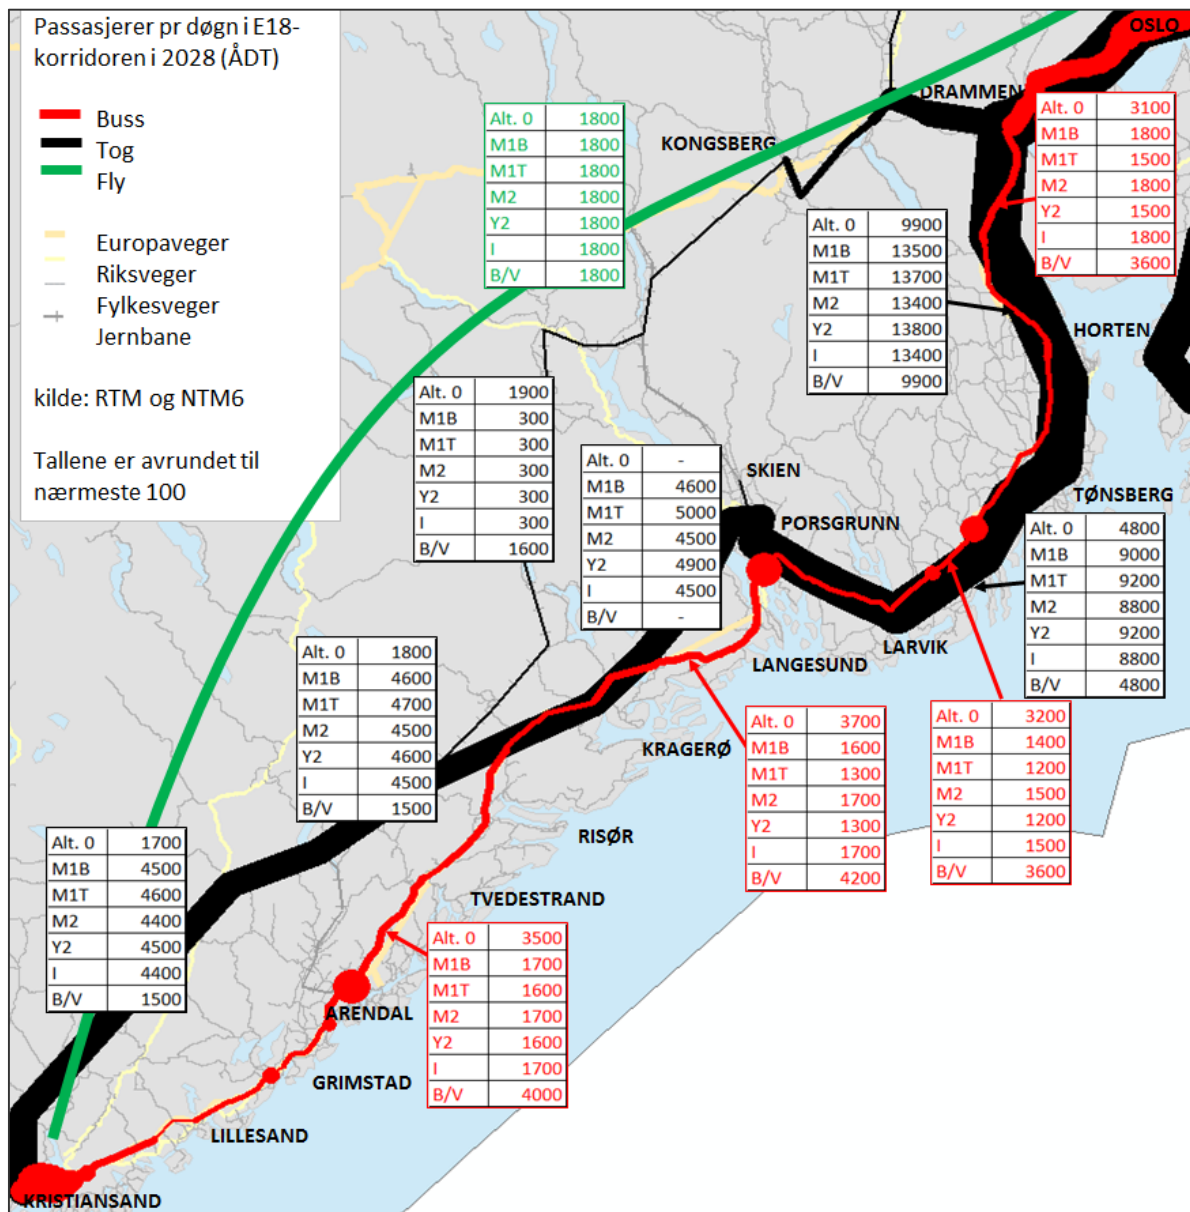 Passasjerer pr døgn i E18-
korridoren i 2028 (ÅDT)
Buss
Tog
Fly
Europaveger
Riksveger
Fylkesveger
Jernbane
kilde: RTM og NTM6
Tallene er avrundet til
nærmeste 100
OSLO
DRAMMEN
KONGSBERG
Alt. 0 1800
M1B 1800
M1T 1800
M2 1800
Y2 1800
I 1800
B/V 1800
Alt. 0 3100
M1B 1800
M1T 1500
M2 1800
Y2 1500
I 1800
B/V 3600
Alt. 0 9900
M1B 13500
M1T 13700
M2 13400
Y2 13800
I 13400
B/V 9900
HORTEN
Alt. 0 1900
M1B 300
M1T 300
M2 300
Y2 300
I 300
B/V 1600
Alt. 0 -
M1B 4600
M1T 5000
M2 4500
Y2 4900
I 4500
B/V -
SKIEN
PORSGRUNN
TØNSBERG
Alt. 0 4800
M1B 9000
M1T 9200
M2 8800
Y2 9200
I 8800
B/V 4800
LARVIK
LANGESUND
Alt. 0 1800
M1B 4600
M1T 4700
M2 4500
Y2 4600
I 4500
B/V 1500
KRAGERØ
Alt. 0 3700
M1B 1600
M1T 1300
M2 1700
Y2 1300
I 1700
B/V 4200
Alt. 0 3200
M1B 1400
M1T 1200
M2 1500
Y2 1200
I 1500
B/V 3600
RISØR
Alt. 0 1700
M1B 4500
M1T 4600
M2 4400
Y2 4500
I 4400
B/V 1500
TVEDESTRAND
Alt. 0 3500
M1B 1700
M1T 1600
M2 1700
Y2 1600
I 1700
B/V 4000
ARENDAL
GRIMSTAD
LILLESAND
KRISTIANSAND